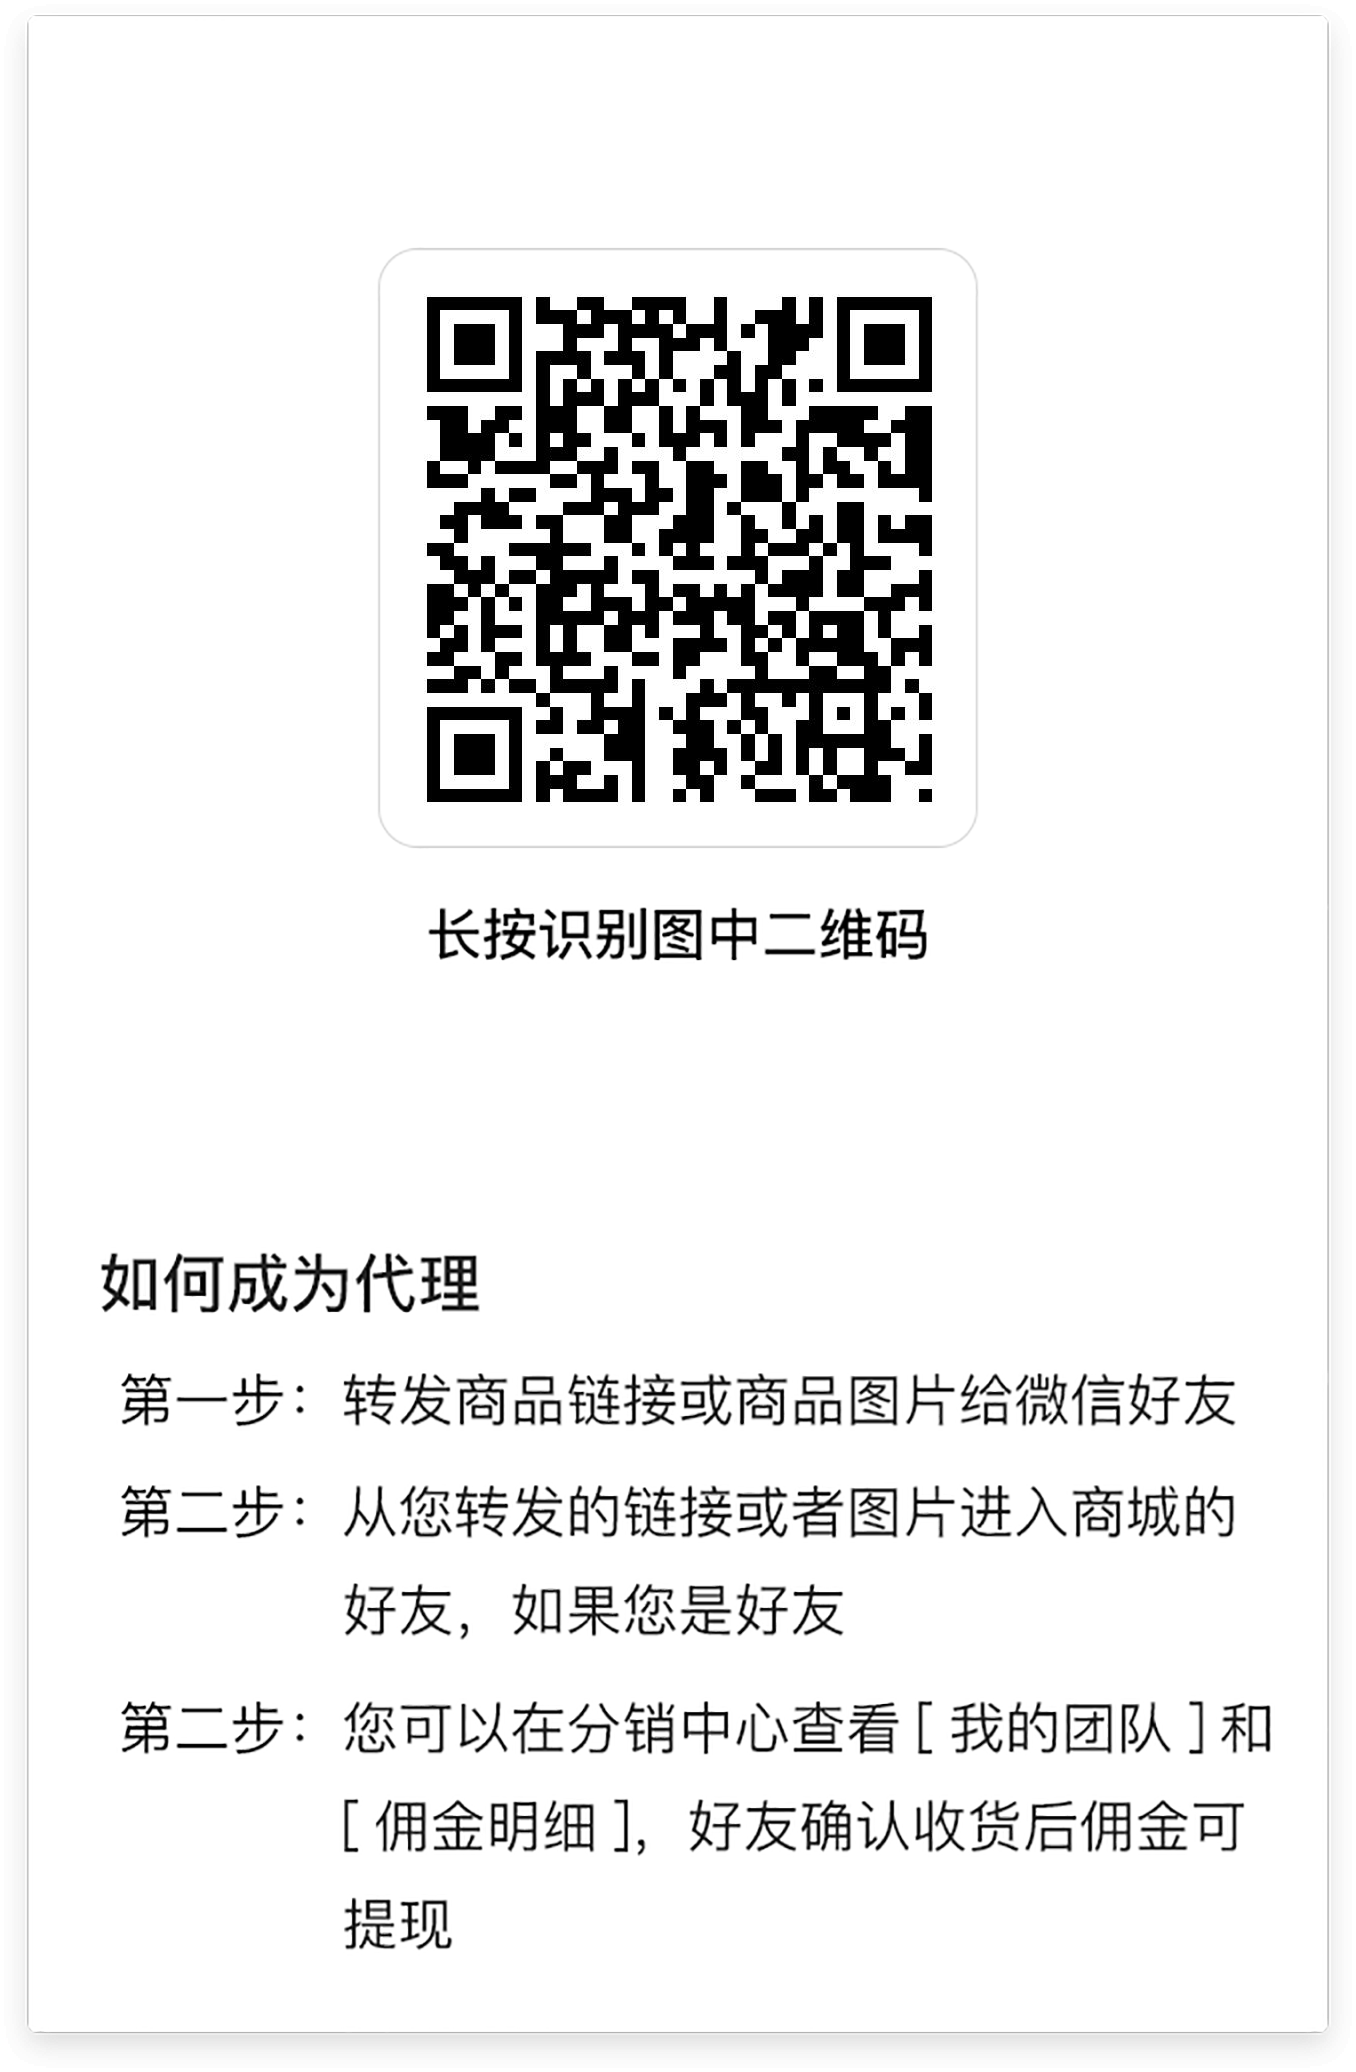 长按识别图中二维码
如何成为代理
第一步：转发商品链接或商品图片给微信好友
第二步：从您转发的链接或者图片进入商城的
好友，如果您是好友
第二步：您可以在分销中心查看[ 我的团队 ]和
[ 佣金明细 ]，好友确认收货后佣金可
提现